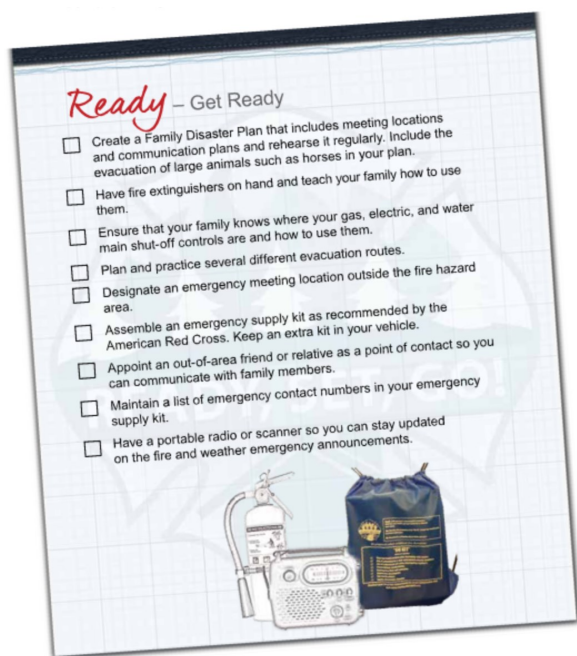 Ready – Get Ready
Create a Family Disaster Plan that includes meeting locations
and communication plans and rehearse it regularly. Include the
evacuation of large animals such as horses in your plan.
Have fire extinguishers on hand and teach your family how to use
them.
Ensure that your family knows where your gas, electric, and water
main shut-off controls are and how to use them.
Plan and practice several different evacuation routes.
Designate an emergency meeting location outside the fire hazard
area.
Assemble an emergency supply kit as recommended by the
American Red Cross. Keep an extra kit in your vehicle.
Appoint an out-of-area friend or relative as a point of contact so you
can communicate with family members.
Maintain a list of emergency contact numbers in your emergency
supply kit.
Have a portable radio or scanner so you can stay updated
on the fire and weather emergency announcements.
READY, SET, GO!